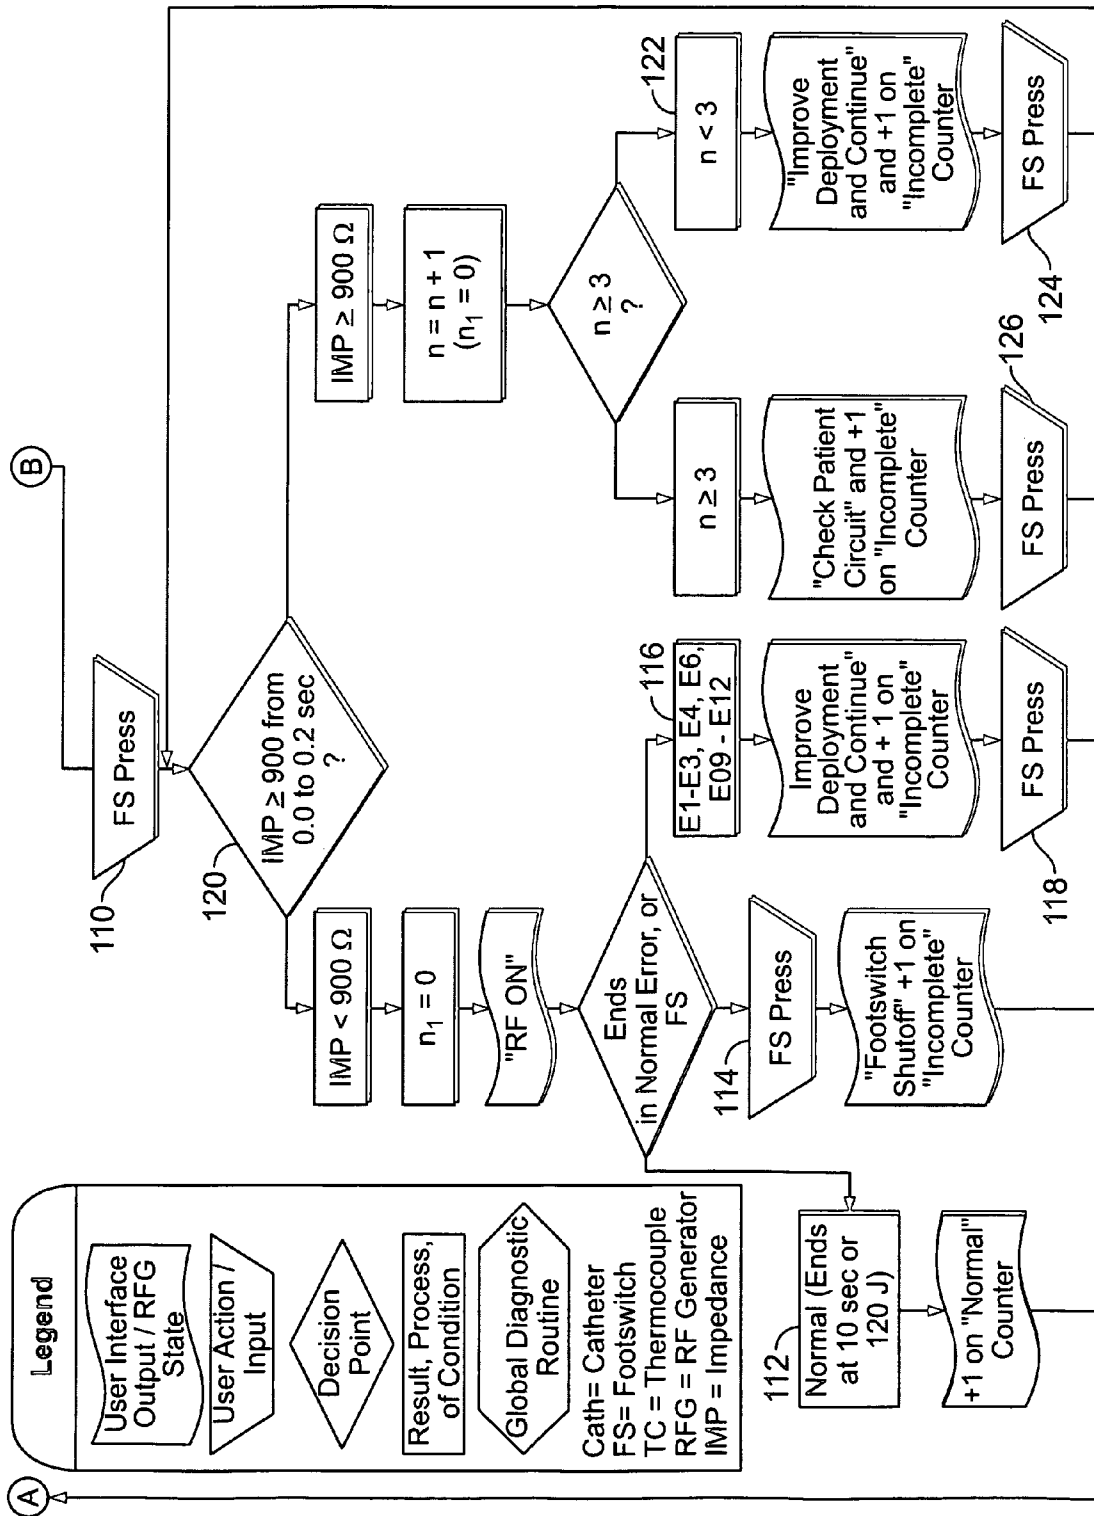 A
Legend
User Interface
Output / RFG
State
User Action /
Input
Decision
Point
Result, Process,
of Condition
Global Diagnostic
Routine
Cath= Catheter
FS= Footswitch
TC = Thermocouple
RFG = RF Generator
IMP = Impedance
B
110
FS Press
120
IMP ≥ 900 from
0.0 to 0.2 sec
?
IMP < 900 Ω
n₁ = 0
"RF ON"
Ends
in Normal Error, or
FS
112
Normal (Ends
at 10 sec or
120 J)
+1 on "Normal"
Counter
114
FS Press
"Footswitch
Shutoff" +1 on
"Incomplete"
Counter
116
E1-E3, E4, E6,
E09 - E12
Improve
Deployment
and Continue"
and + 1 on
"Incomplete"
Counter
118
FS Press
IMP ≥ 900 Ω
n = n + 1
(n₁ = 0)
n ≥ 3
?
n ≥ 3
"Check Patient
Circuit" and +1
on "Incomplete"
Counter
126
FS Press
122
n < 3
"Improve
Deployment
and Continue"
and +1 on
"Incomplete"
Counter
124
FS Press